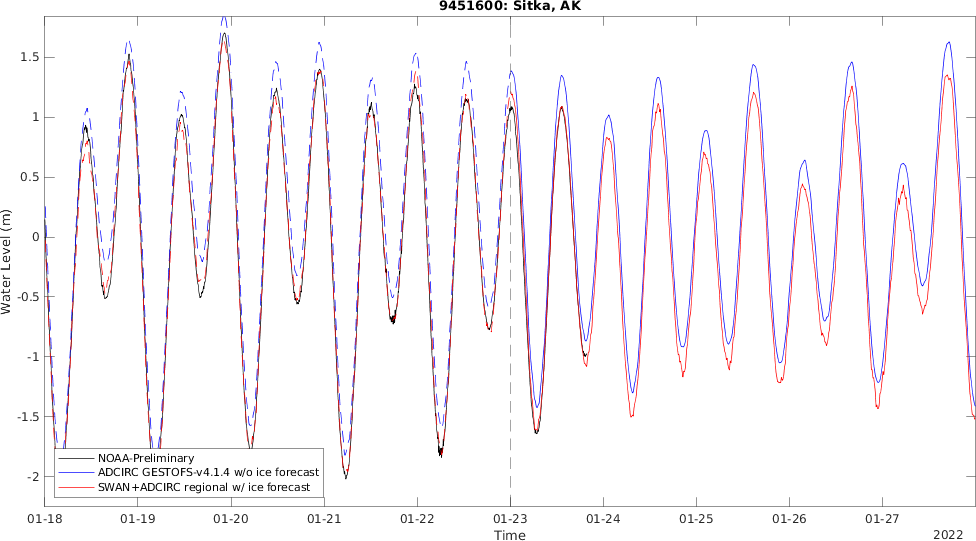 9451600: Sitka, AK
Water Level (m)
1.5
1
0.5
0
-0.5
-1
-1.5
-2
NOAA-Preliminary
ADCIRC GESTOFS-v4.1.4 w/o ice forecast
SWAN+ADCIRC regional w/ ice forecast
01-18 01-19 01-20 01-21 01-22 01-23 01-24 01-25 01-26 01-27
Time
2022